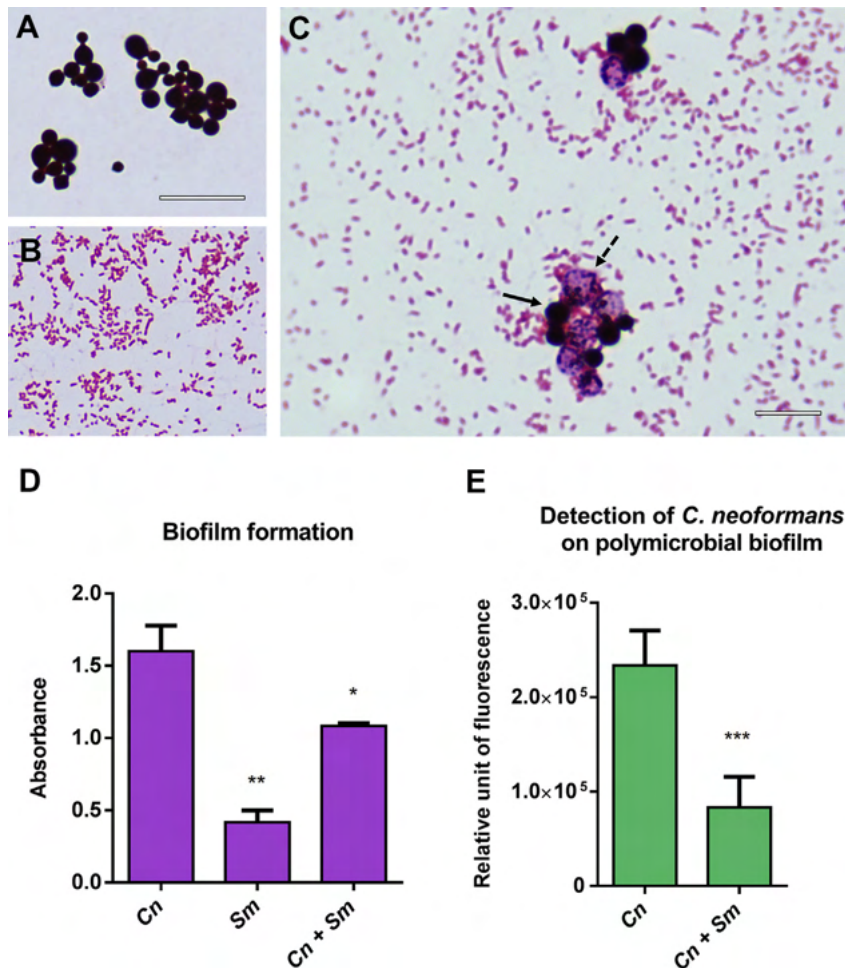 A
B
C
D
Biofilm formation
Absorbance
2.0
1.5
1.0
0.5
0.0
**
*
Cn
Sm
Cn + Sm
E
Detection of C. neoformans
on polymicrobial biofilm
Relative unit of fluorescence
3.0×10⁵
2.0×10⁵
1.0×10⁵
0
***
Cn
Cn + Sm